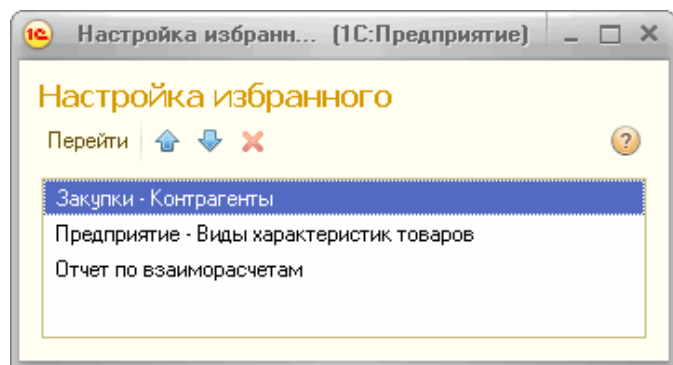 1С Настройка избранн... (1С:Предприятие)
Настройка избранного
Перейти ?
Закупки - Контрагенты
Предприятие - Виды характеристик товаров
Отчет по взаиморасчетам